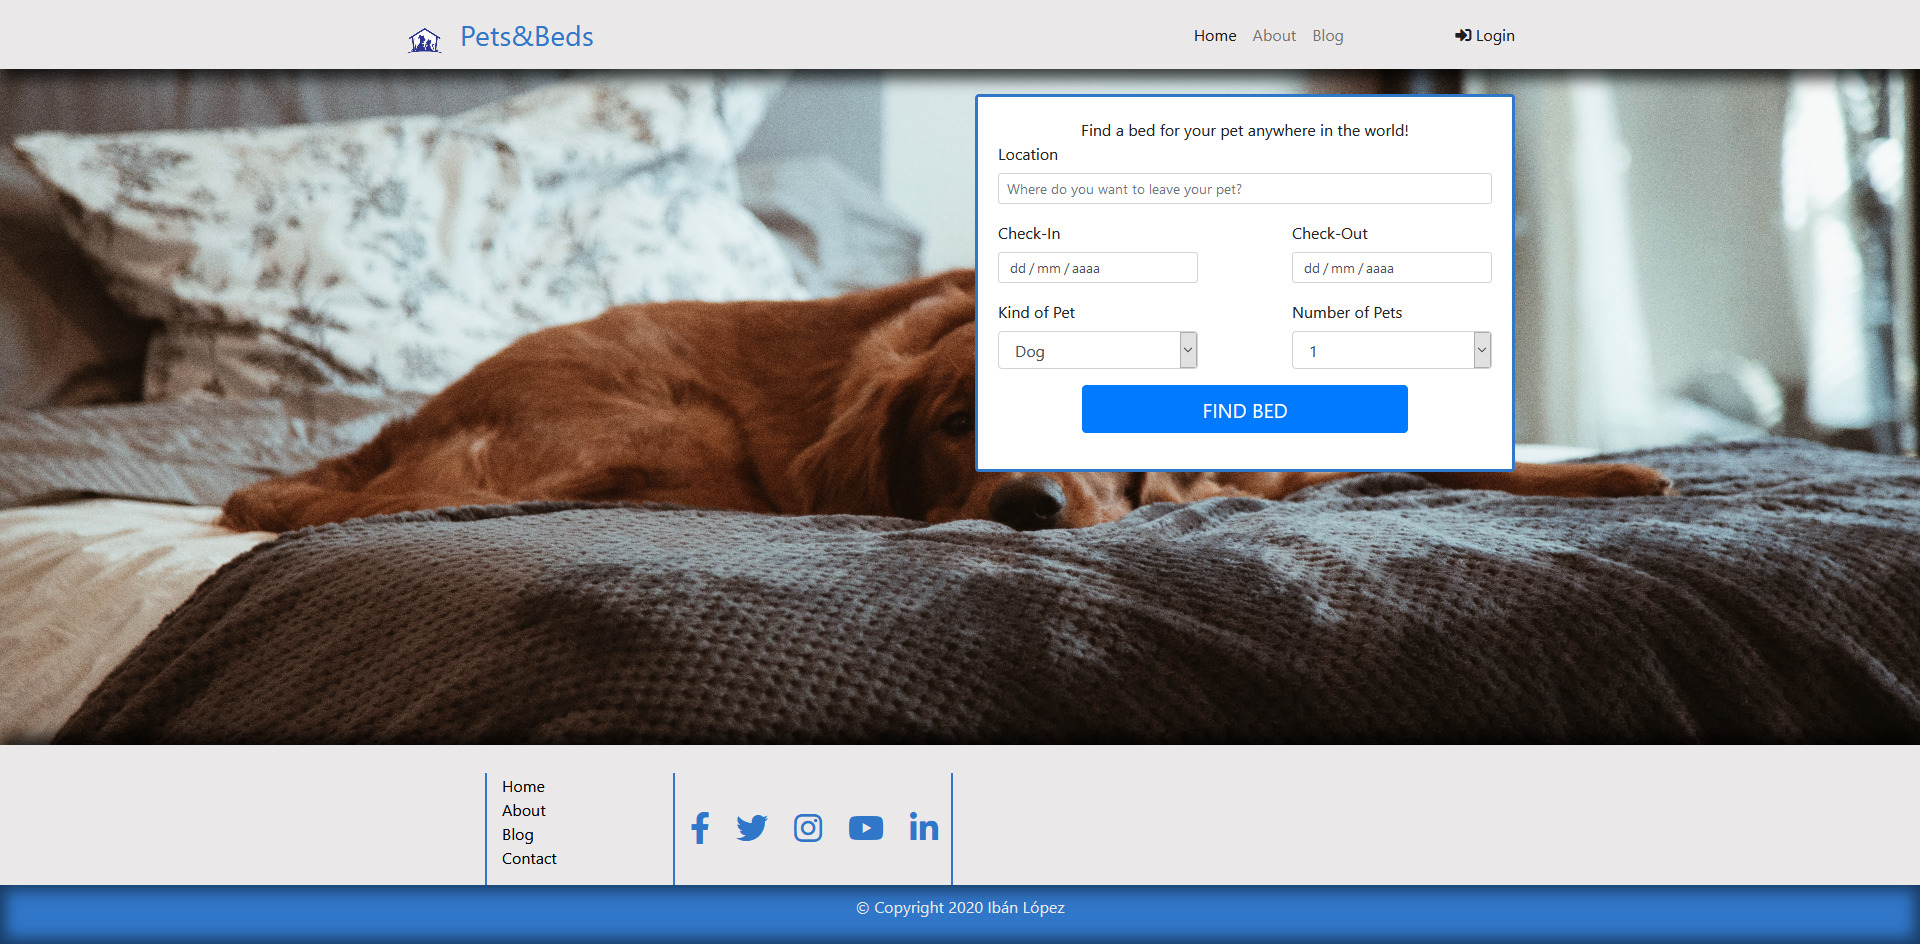 Pets&Beds
Home About Blog Login
Find a bed for your pet anywhere in the world!
Location
Where do you want to leave your pet?
Check-In Check-Out
dd / mm / aaaa dd / mm / aaaa
Kind of Pet Number of Pets
Dog 1
FIND BED
Home
About
Blog
Contact
© Copyright 2020 Ibán López